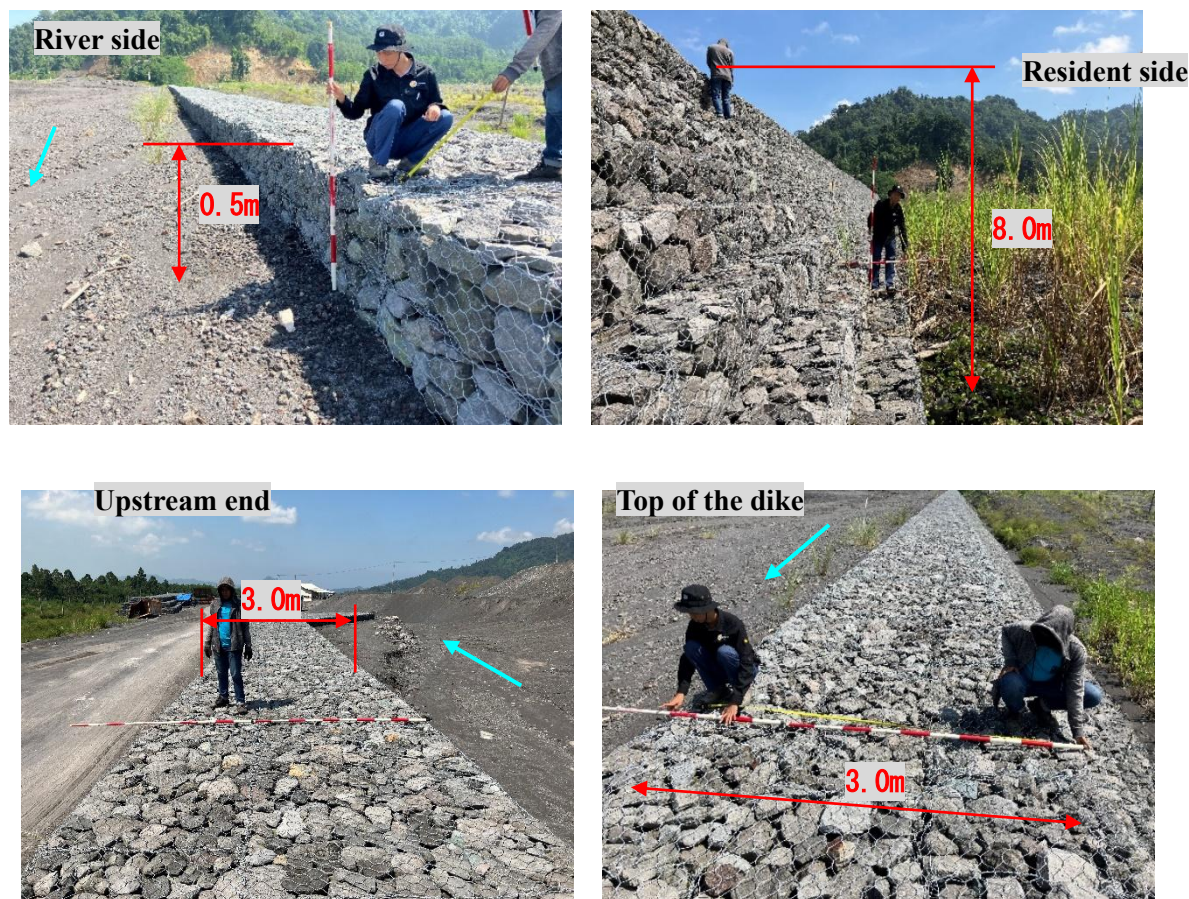 River side
0.5m
Resident side
8.0m
Upstream end
3.0m
Top of the dike
3.0m